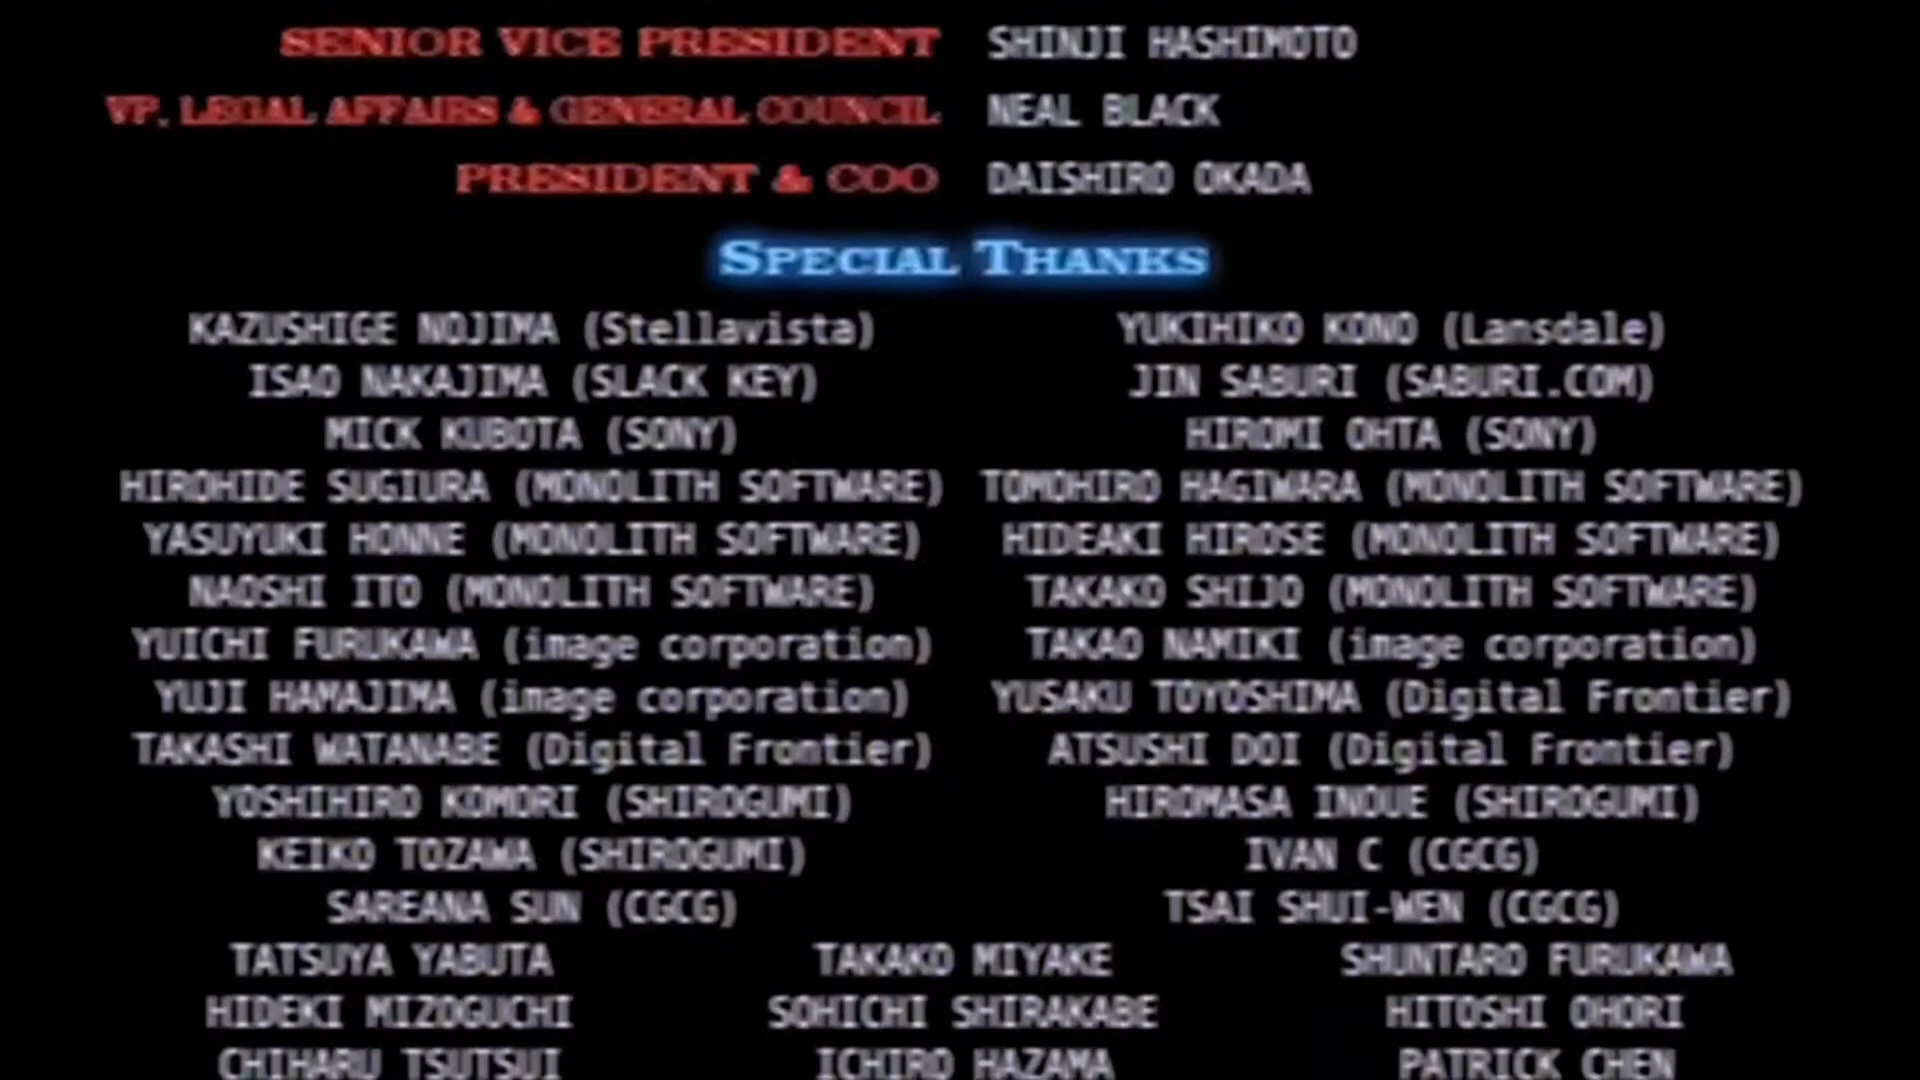 SENIOR VICE PRESIDENT SHINJI HASHIMOTO
VP. LEGAL AFFAIRS & GENERAL COUNCIL NEAL BLACK
PRESIDENT & COO DAISHIRO OKADA
SPECIAL THANKS
KAZUSHIGE NOJIMA (Stellavista) YUKIHIKO KONO (Lansdale)
ISAO NAKAJIMA (SLACK KEY) JIN SABURI (SABURI.COM)
MICK KUBOTA (SONY) HIROMI OHTA (SONY)
HIROHIDE SUGIURA (MONOLITH SOFTWARE) TOMOHIRO HAGIWARA (MONOLITH SOFTWARE)
YASUYUKI HONNE (MONOLITH SOFTWARE) HIDEAKI HIROSE (MONOLITH SOFTWARE)
NAOSHI ITO (MONOLITH SOFTWARE) TAKAKO SHIJO (MONOLITH SOFTWARE)
YUICHI FURUKAWA (image corporation) TAKAO NAMIKI (image corporation)
YUJI HAMAJIMA (image corporation) YUSAKU TOYOSHIMA (Digital Frontier)
TAKASHI WATANABE (Digital Frontier) ATSUSHI DOI (Digital Frontier)
YOSHIHIRO KOMORI (SHIROGUMI) HIROMASA INOUE (SHIROGUMI)
KEIKO TOZAWA (SHIROGUMI) IVAN C (CGCG)
SAREANA SUN (CGCG) TSAI SHUI-WEN (CGCG)
TATSUYA YABUTA TAKAKO MIYAKE SHUNTARO FURUKAWA
HIDEKI MIZOGUCHI SOHICHI SHIRAKABE HITOSHI OHORI
CHIHARU TSUTSUI ICHIRO HAZAMA PATRICK CHEN